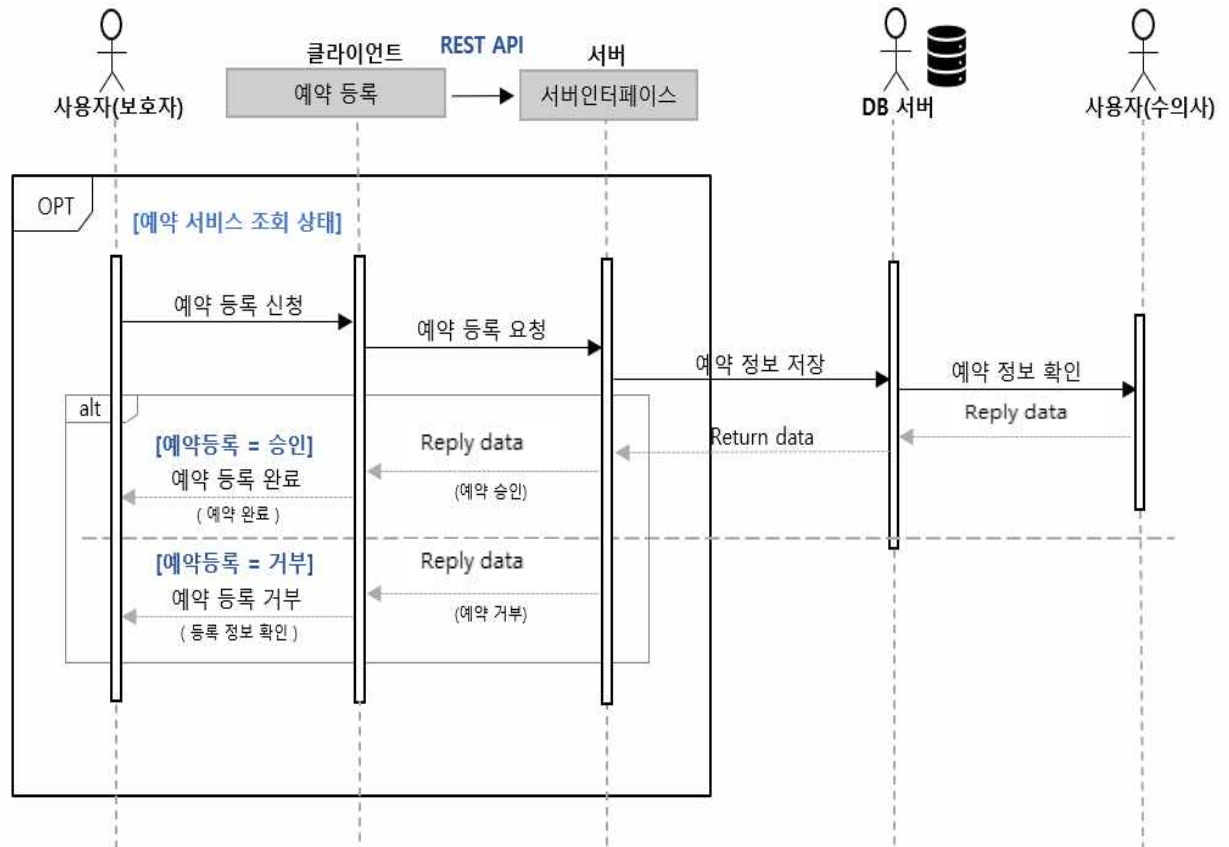 REST API
클라이언트
서버
예약 등록
서버인터페이스
사용자(보호자)
DB 서버
사용자(수의사)
OPT
[예약 서비스 조회 상태]
예약 등록 신청
예약 등록 요청
예약 정보 저장
예약 정보 확인
alt
Reply data
[예약등록 = 승인]
Reply data
Return data
예약 등록 완료
(예약 승인)
( 예약 완료 )
[예약등록 = 거부]
Reply data
예약 등록 거부
(예약 거부)
( 등록 정보 확인 )